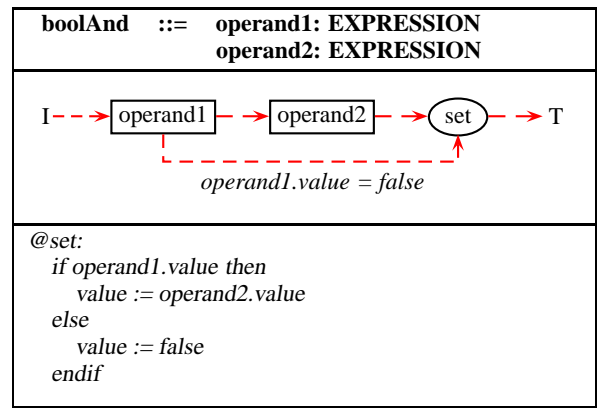 boolAnd ::= operand1: EXPRESSION
operand2: EXPRESSION
I operand1 operand2 set T
operand1.value = false
@set:
if operand1.value then
value := operand2.value
else
value := false
endif